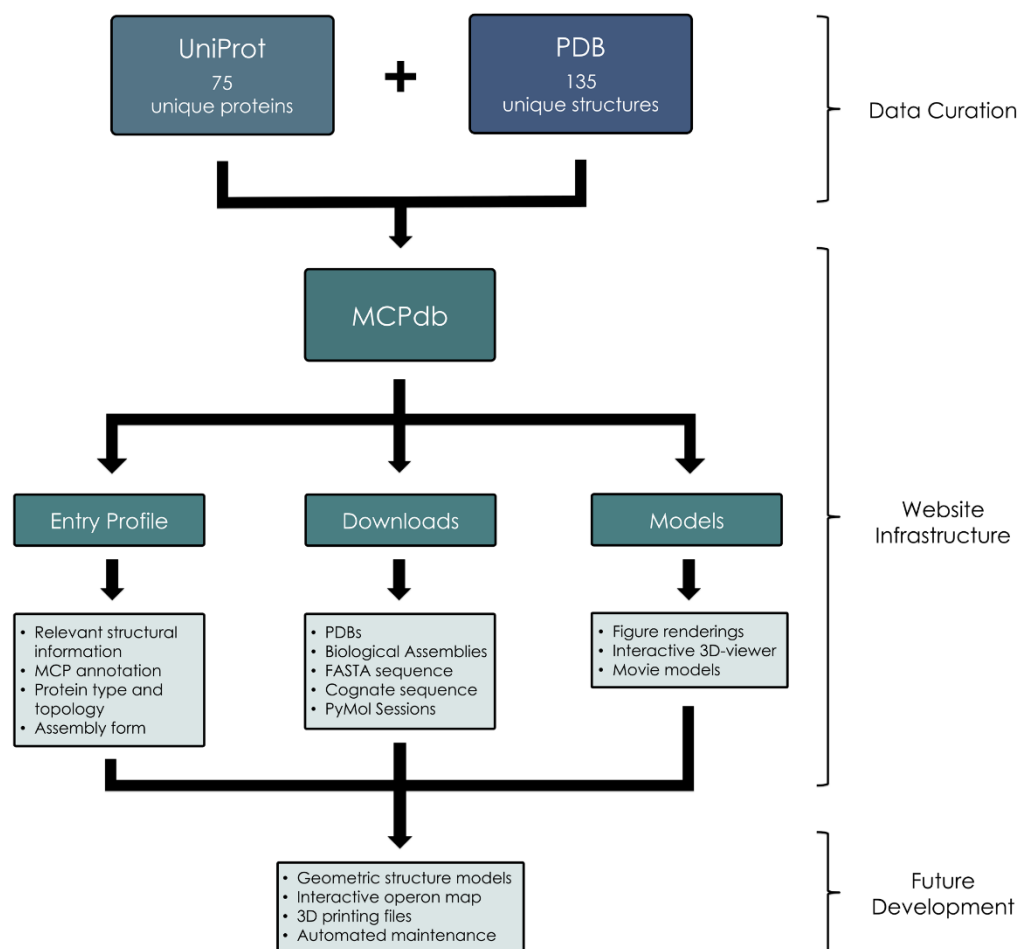 UniProt
75
unique proteins
+
PDB
135
unique structures
Data Curation
MCPdb
Entry Profile
Downloads
Models
Website
Infrastructure
• Relevant structural
information
• MCP annotation
• Protein type and
topology
• Assembly form
• PDBs
• Biological Assemblies
• FASTA sequence
• Cognate sequence
• PyMol Sessions
• Figure renderings
• Interactive 3D-viewer
• Movie models
• Geometric structure models
• Interactive operon map
• 3D printing files
• Automated maintenance
Future
Development